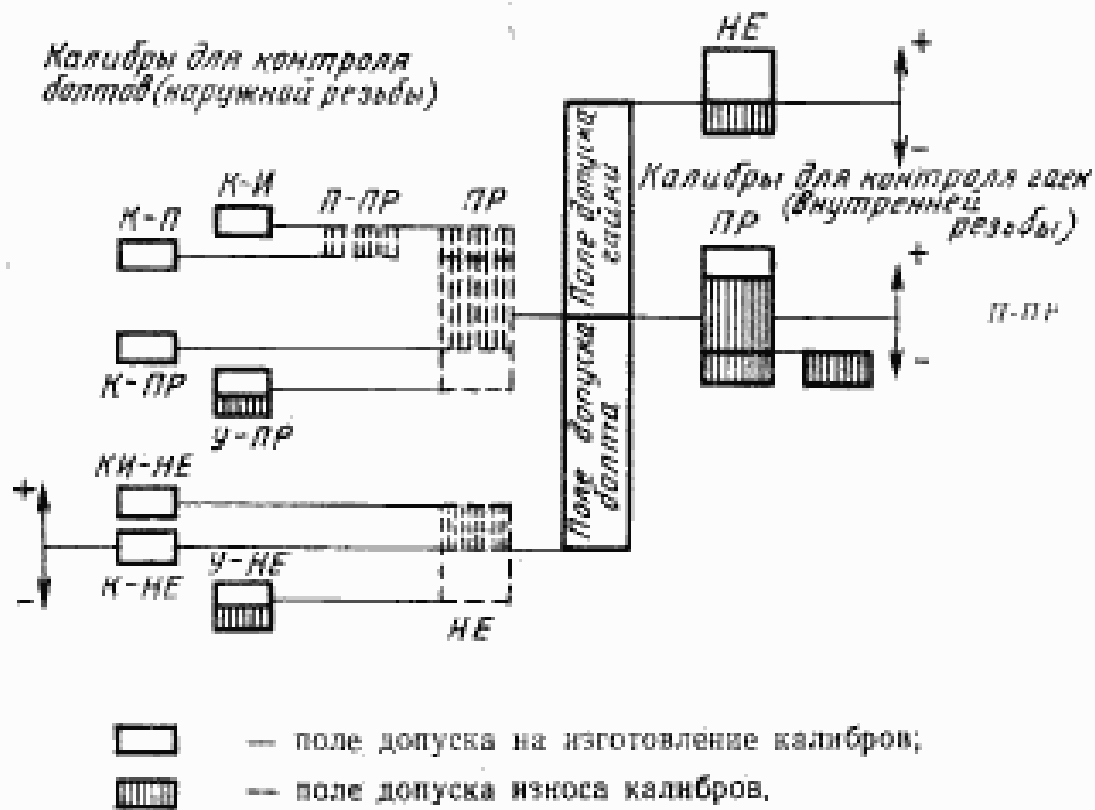 Калибры для контроля
болтов (наружной резьбы)
НЕ
+
-
Калибры для контроля гаек
(внутренней
резьбы)
К-И
К-П
П-ПР
ПР
Поле допуска
гайки
ПР
+
-
П-ПР
К-ПР
У-ПР
Поле допуска
болта
КИ-НЕ
+
-
К-НЕ
У-НЕ
НЕ
— поле допуска на изготовление калибров;
— поле допуска износа калибров.